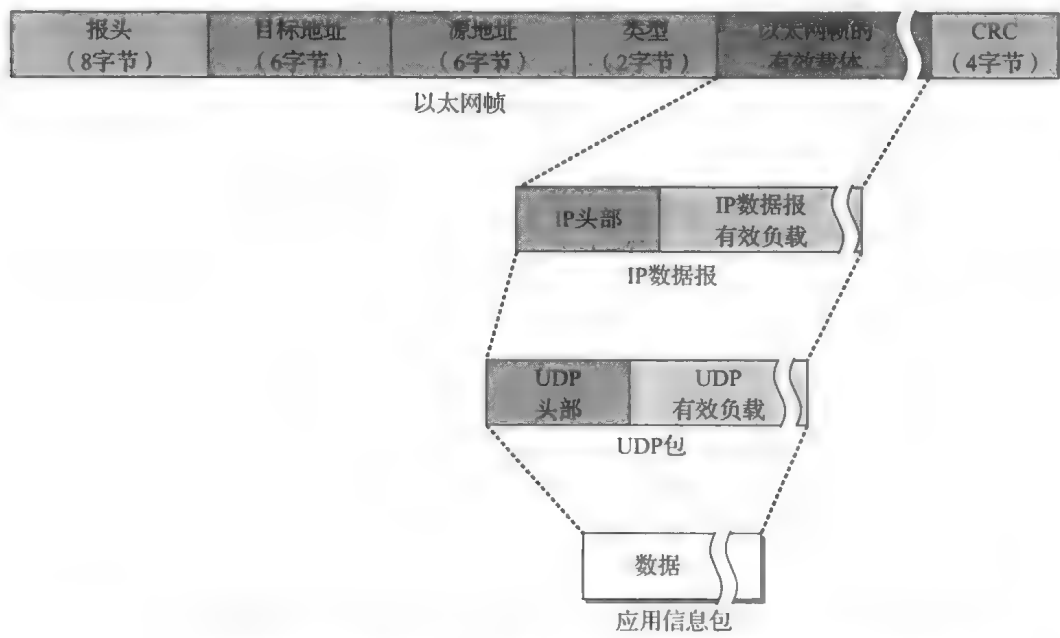 报头
（8字节）
目标地址
（6字节）
源地址
（6字节）
类型
（2字节）
以太网帧的
有效载体
CRC
（4字节）
以太网帧
IP头部
IP数据报
有效负载
IP数据报
UDP
头部
UDP
有效负载
UDP包
数据
应用信息包